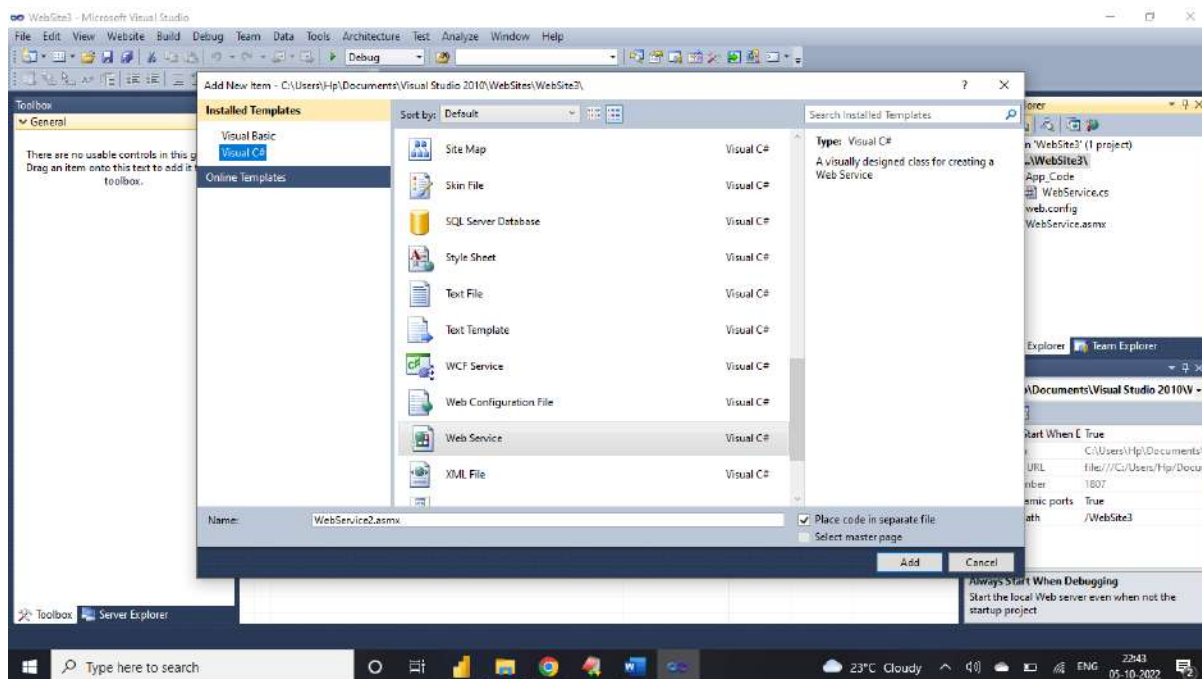 WebSite3 - Microsoft Visual Studio
File Edit View Website Build Debug Team Data Tools Architecture Test Analyze Window Help
Debug
Add New Item - C:\Users\Hp\Documents\Visual Studio 2010\WebSites\WebSite3\
Toolbox
General
There are no usable controls in this g
Drag an item onto this text to add it
toolbox.
Installed Templates
Visual Basic
Visual C#
Online Templates
Sort by: Default
Search Installed Templates
Site Map Visual C#
Skin File Visual C#
SQL Server Database Visual C#
Style Sheet Visual C#
Text File Visual C#
Text Template Visual C#
WCF Service Visual C#
Web Configuration File Visual C#
Web Service Visual C#
XML File Visual C#
Type: Visual C#
A visually designed class for creating a
Web Service
Name: WebService2.asmx
Place code in separate file
Select master page
Add Cancel
orer
n 'WebSite3' (1 project)
..\WebSite3\
App_Code
WebService.cs
web.config
WebService.asmx
Explorer Team Explorer
\Documents\Visual Studio 2010\V
Start When D True
C:\Users\Hp\Documents\
URL file:///C:/Users/Hp/Docu
mber 1807
amic ports True
ath /WebSite3
Always Start When Debugging
Start the local Web server even when not the
startup project
Toolbox Server Explorer
Type here to search
23°C Cloudy
ENG
22:43
05-10-2022